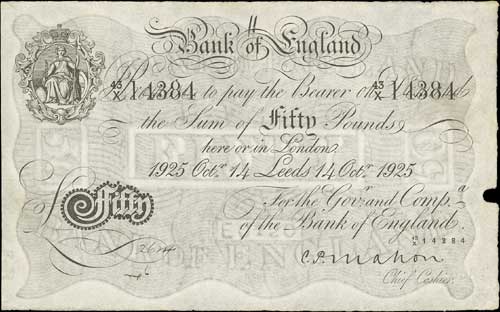 Bank of England
45/X 14384 to pay the Bearer on 45/X 14384
the Sum of Fifty Pounds
here or in London
1925 Octr. 14 Leeds 14 Octr. 1925
For the Govr. and Compa.
of the Bank of England.
Fifty
45/X 14384
C.P. Mahon
Chief Cashier.